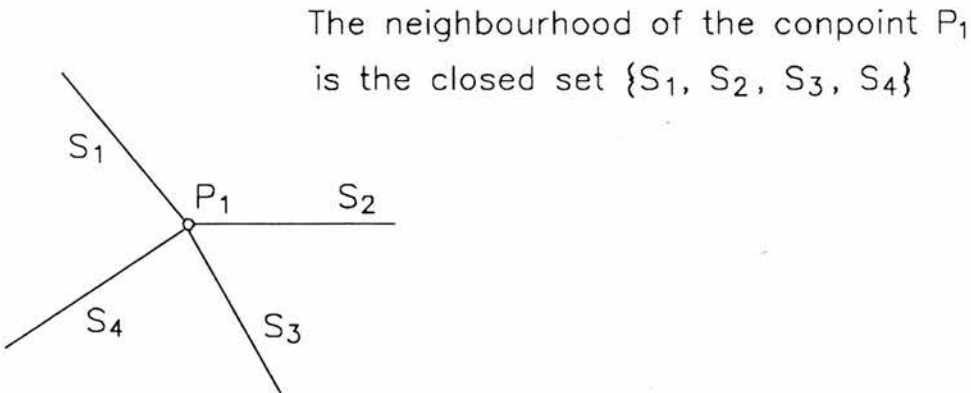 The neighbourhood of the conpoint P₁
is the closed set {S₁, S₂, S₃, S₄}
S₁
P₁ S₂
S₄ S₃